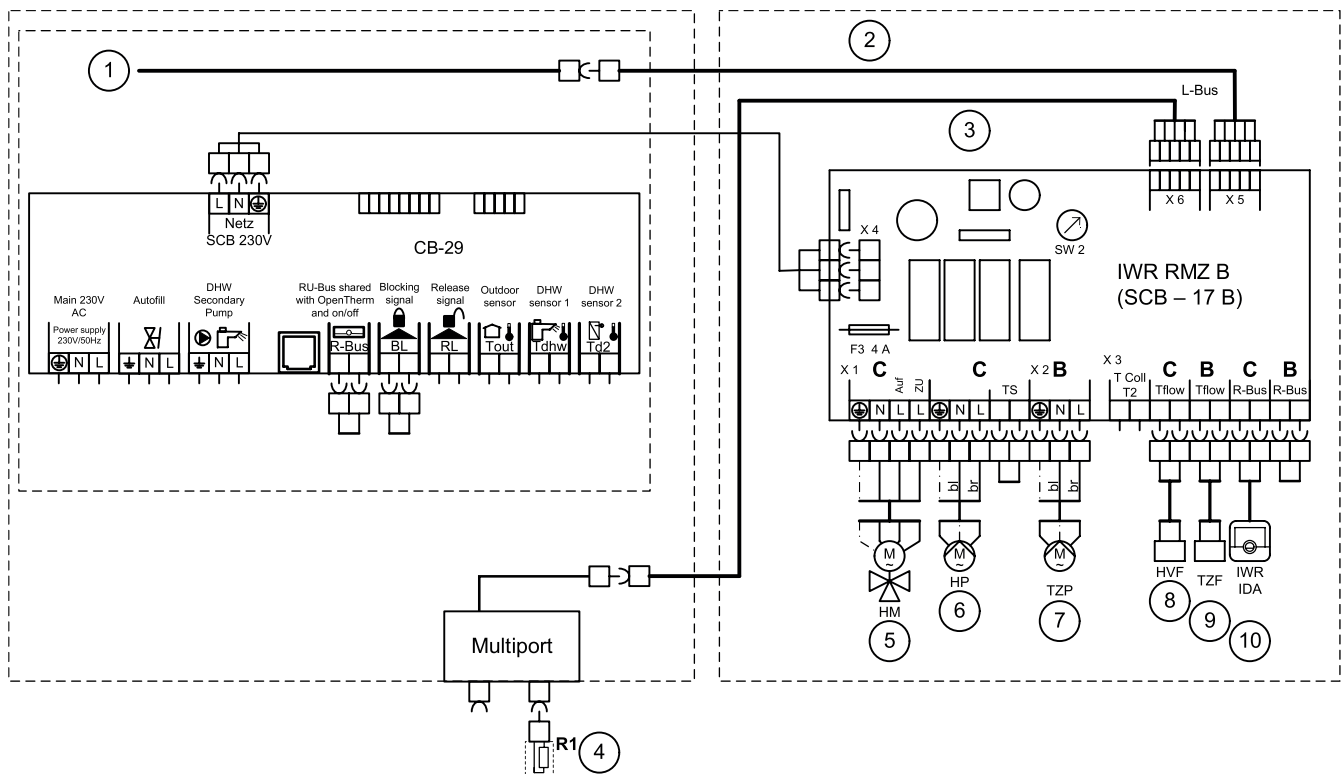 1
2
L-Bus
3
X 6
X 5
L N
Netz
SCB 230V
CB-29
X 4
SW 2
IWR RMZ B
(SCB – 17 B)
Main 230V
AC
Power supply
230V/50Hz
N L
Autofill
N L
DHW
Secondary
Pump
N L
RU-Bus shared
with OpenTherm
and on/off
R-Bus
Blocking
signal
BL
Release
signal
RL
Outdoor
sensor
Tout
DHW
sensor 1
Tdhw
DHW
sensor 2
Td2
F3 4 A
X 1 C Auf ZU
C TS
X 2 B
X 3
T Coll
T2
C
Tflow
B
Tflow
C
R-Bus
B
R-Bus
N L L N L N L
bl br
bl br
M
~
HM
5
M
~
HP
6
M
~
TZP
7
HVF
8
TZF
9
IWR
IDA
10
Multiport
R1
4